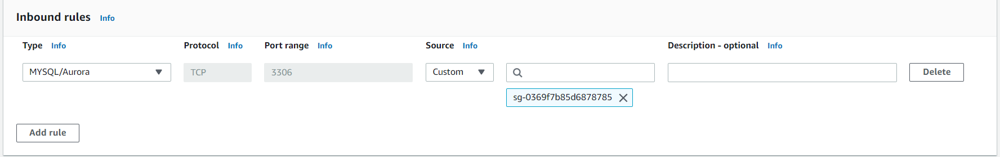 Inbound rules Info
Type Info Protocol Info Port range Info Source Info Description - optional Info
MYSQL/Aurora TCP 3306 Custom Delete
sg-0369f7b85d6878785
Add rule